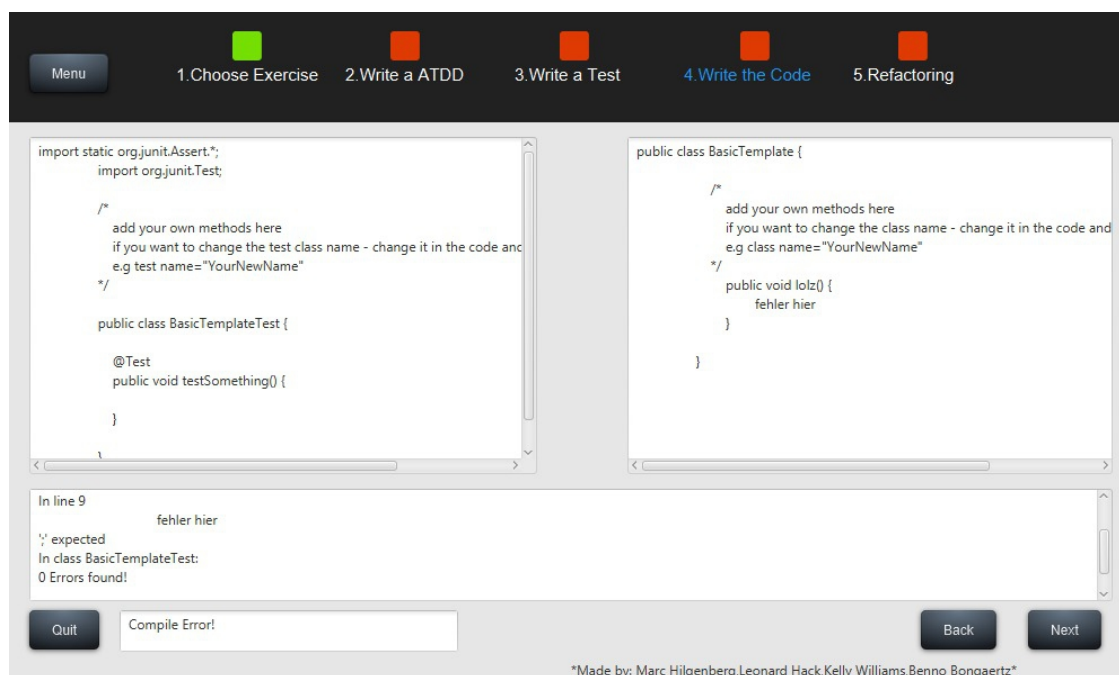 Menu
1.Choose Exercise
2.Write a ATDD
3.Write a Test
4.Write the Code
5.Refactoring
import static org.junit.Assert.*;
import org.junit.Test;
/*
add your own methods here
if you want to change the test class name - change it in the code and
e.g test name="YourNewName"
*/
public class BasicTemplateTest {
@Test
public void testSomething() {
}
}
public class BasicTemplate {
/*
add your own methods here
if you want to change the class name - change it in the code and
e.g class name="YourNewName"
*/
public void lolz() {
fehler hier
}
}
In line 9
fehler hier
';' expected
In class BasicTemplateTest:
0 Errors found!
Quit
Compile Error!
Back
Next
*Made by: Marc Hilgenberg,Leonard Hack,Kelly Williams,Benno Bongaertz*